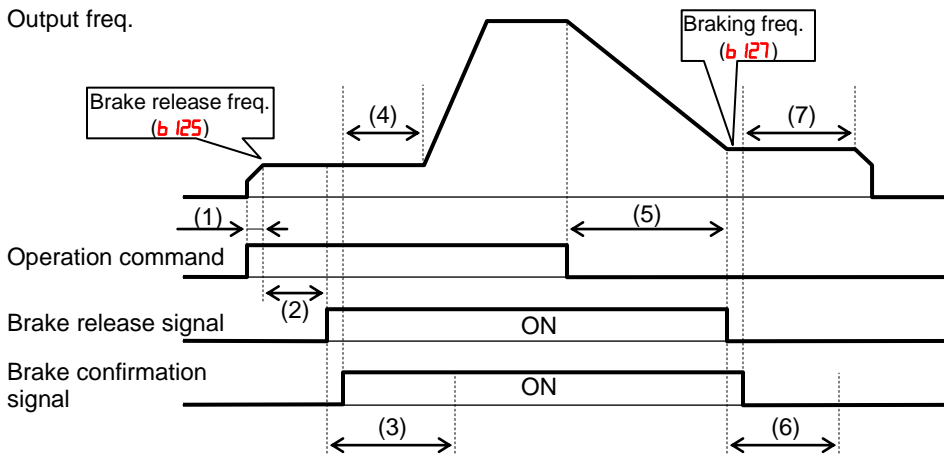 Output freq.
Braking freq.
(b127)
Brake release freq.
(b125)
(4)
(7)
(1)
(5)
Operation command
(2)
Brake release signal
ON
Brake confirmation
signal
ON
(3)
(6)